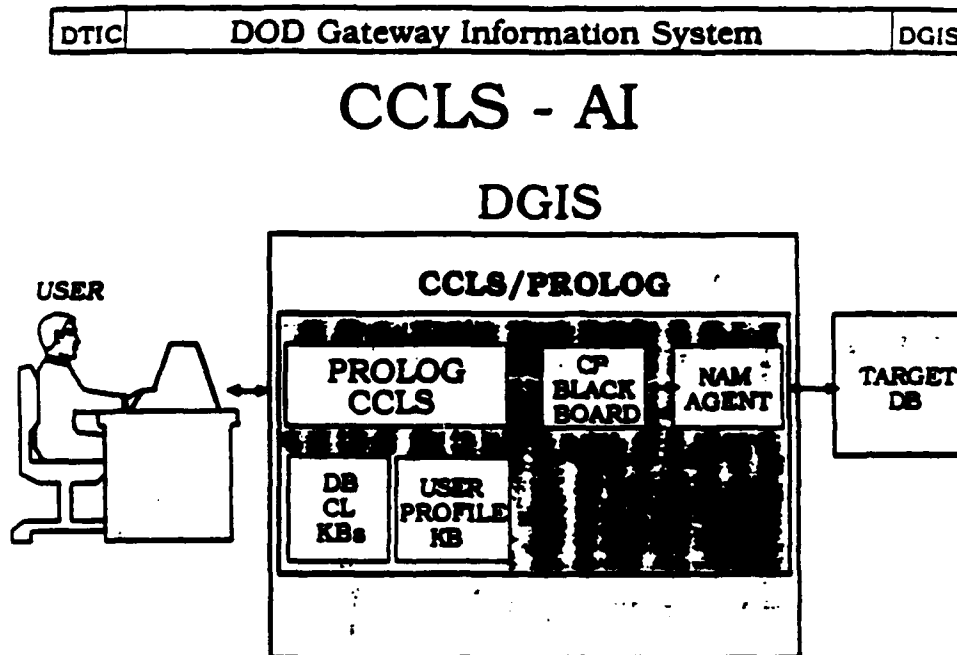 DTIC DOD Gateway Information System DGIS
CCLS - AI
DGIS
CCLS/PROLOG
USER
PROLOG
CCLS
CP
BLACK
BOARD
NAM
AGENT
TARGET
DB
DB
CL
KBs
USER
PROFILE
KB